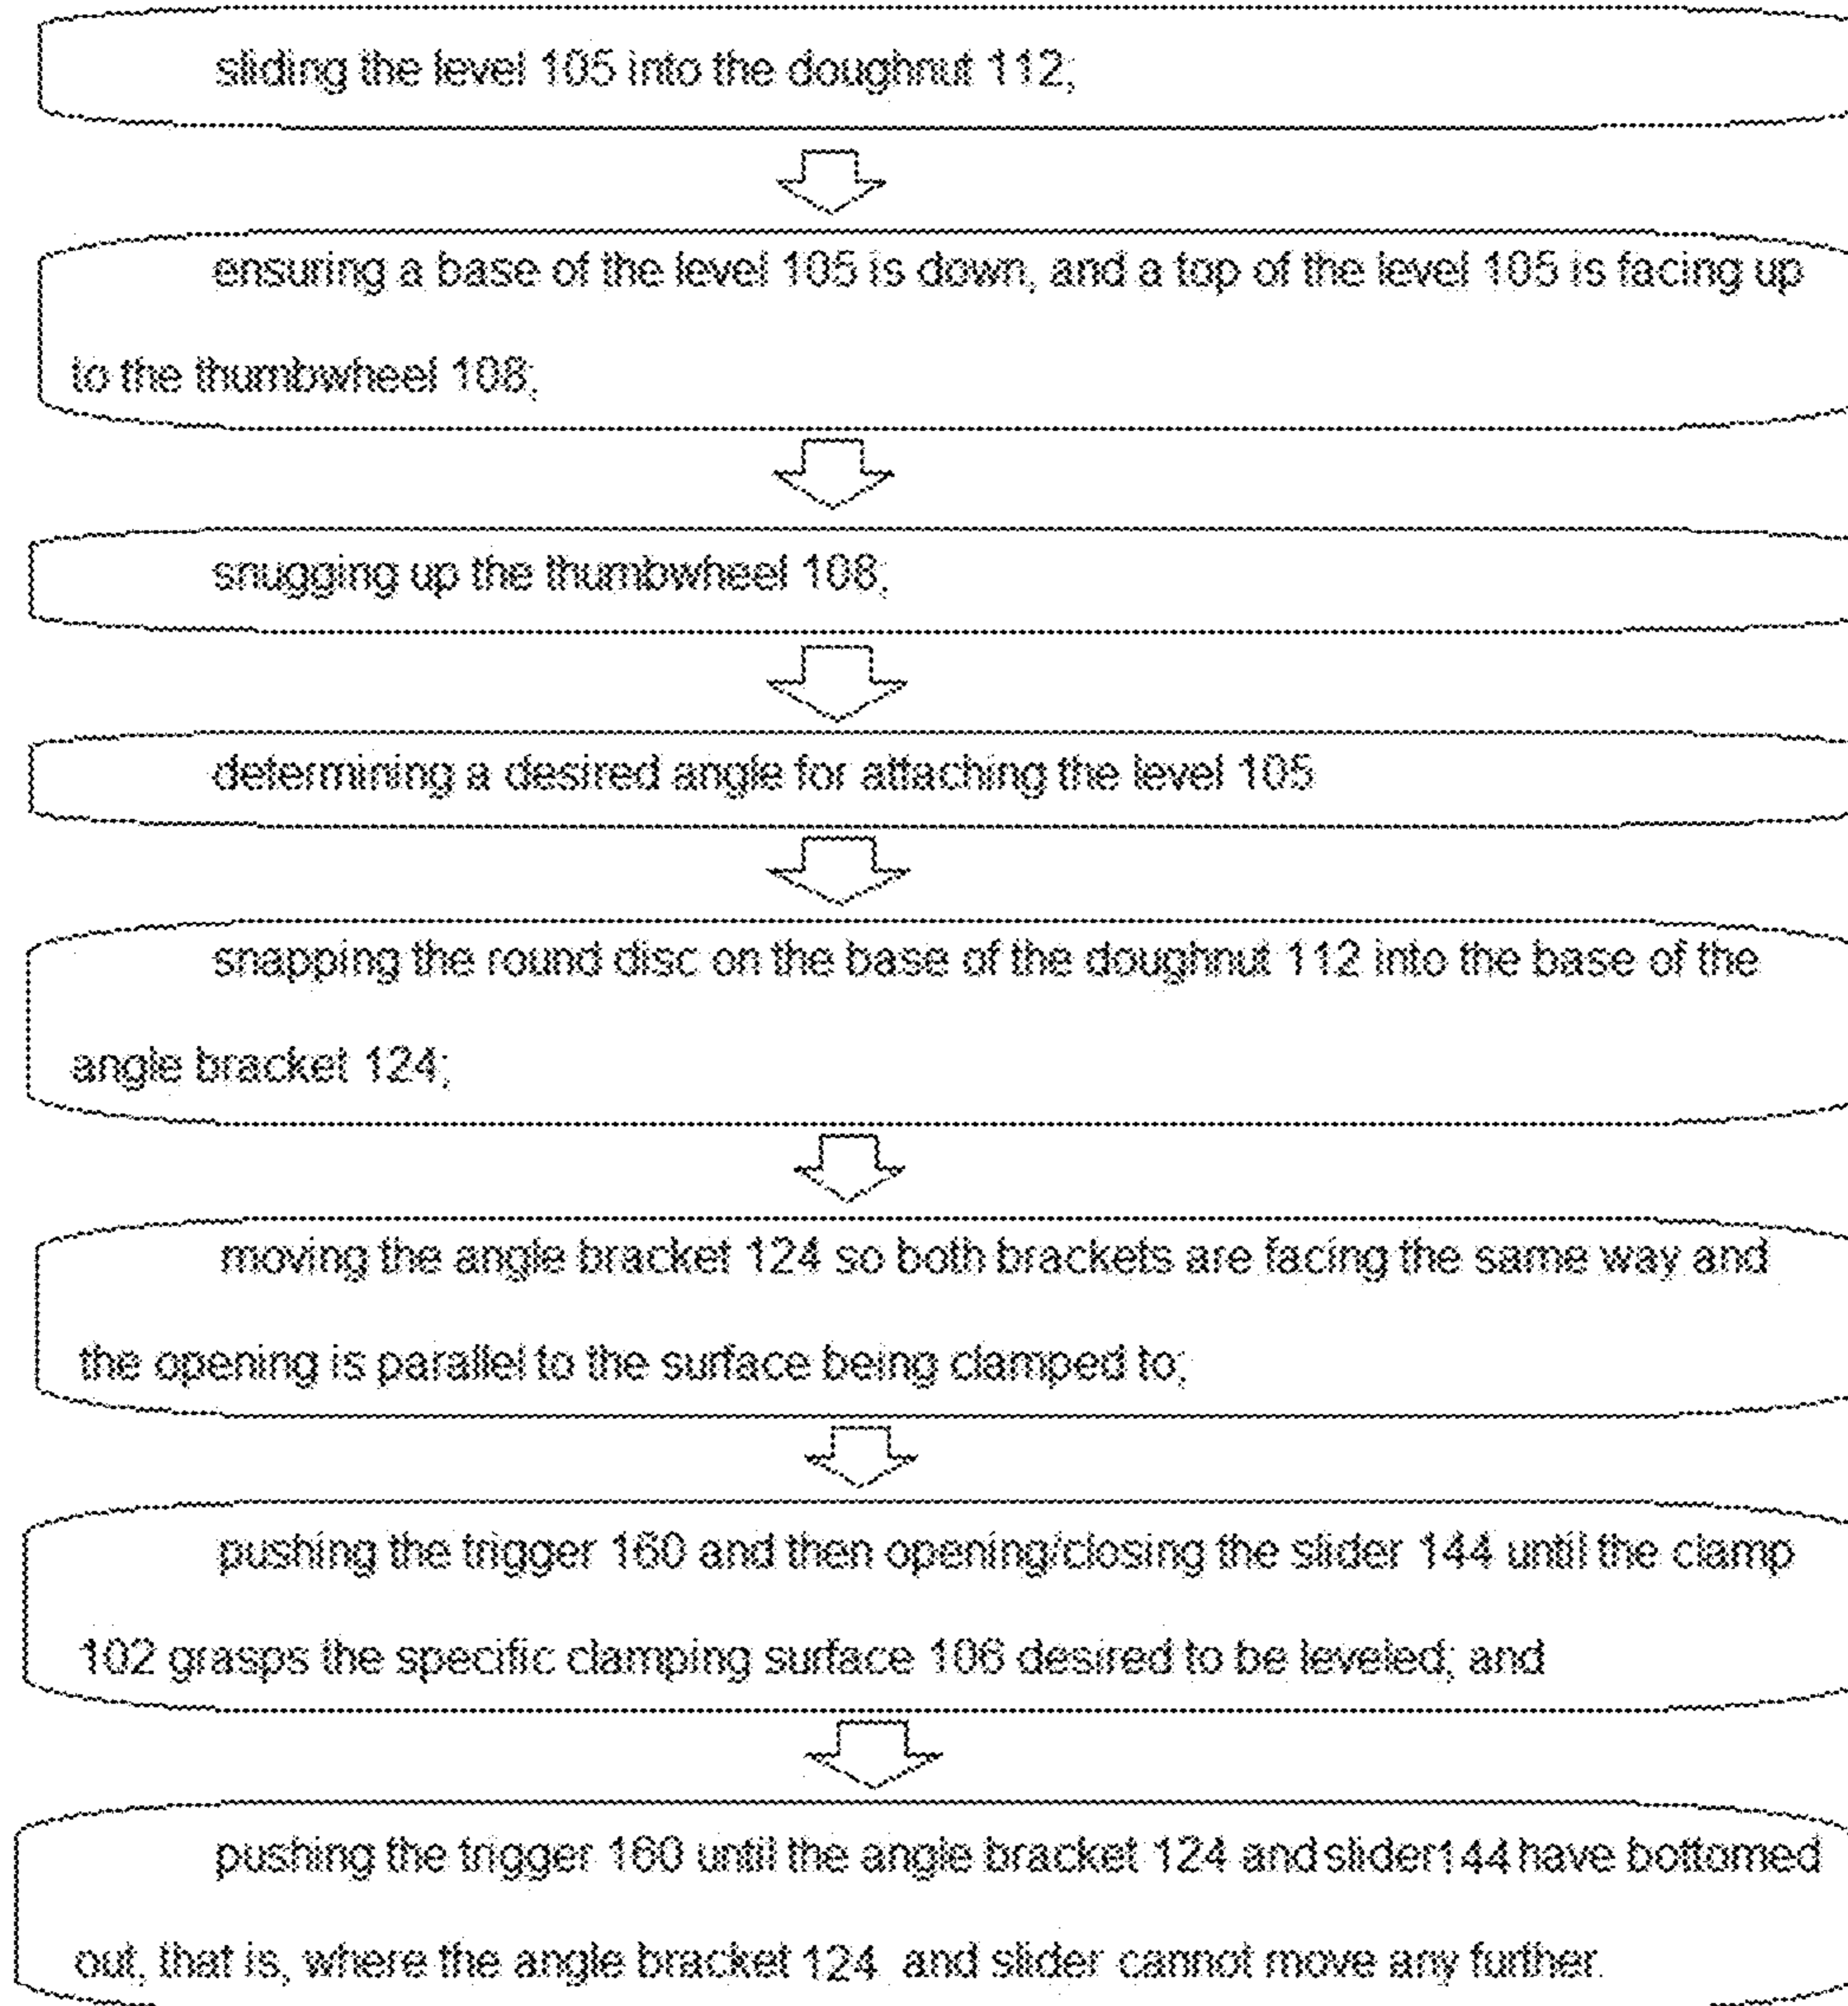 sliding the level 105 into the doughnut 112;
ensuring a base of the level 105 is down, and a top of the level 105 is facing up
to the thumbwheel 108;
snugging up the thumbwheel 108;
determining a desired angle for attaching the level 105
snapping the round disc on the base of the doughnut 112 into the base of the
angle bracket 124;
moving the angle bracket 124 so both brackets are facing the same way and
the opening is parallel to the surface being clamped to;
pushing the trigger 160 and then opening/closing the slider 144 until the clamp
102 grasps the specific clamping surface 106 desired to be leveled; and
pushing the trigger 160 until the angle bracket 124 and slider144 have bottomed
out, that is, where the angle bracket 124 and slider cannot move any further.